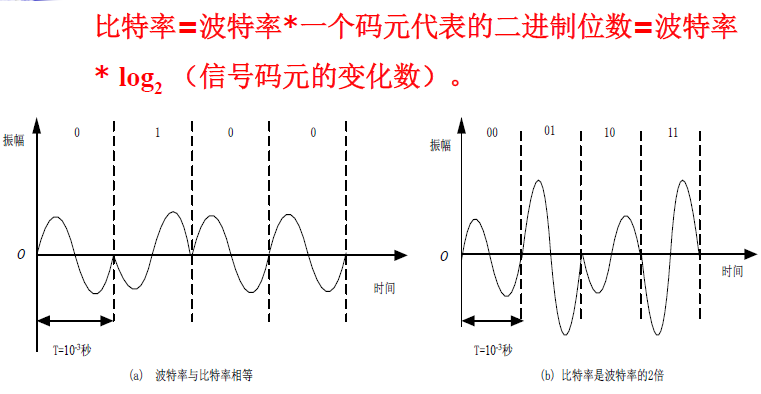 比特率=波特率*一个码元代表的二进制位数=波特率
* log2 （信号码元的变化数）。
振幅
0 1 0 0
O
时间
T=10-3秒
(a) 波特率与比特率相等
振幅
00 01 10 11
O
时间
T=10-3秒
(b) 比特率是波特率的2倍